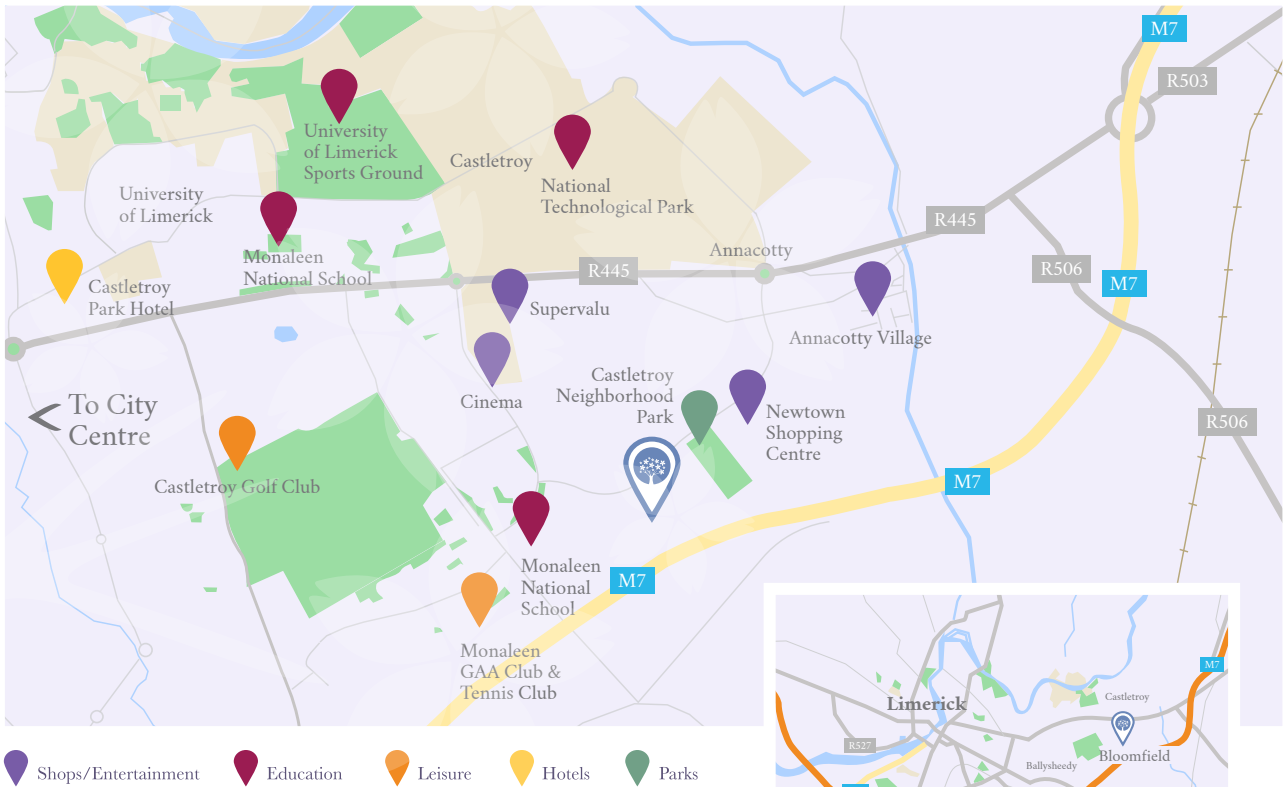 M7
R503
University
of Limerick
Sports Ground
Castletroy
National
Technological Park
University
of Limerick
R445
Monaleen
National School
Annacotty
R445
R506
M7
Castletroy
Park Hotel
Supervalu
Annacotty Village
Castletroy
Neighborhood
Park
Cinema
To City
Centre
Newtown
Shopping
Centre
R506
Castletroy Golf Club
M7
Monaleen
National
School
M7
Monaleen
GAA Club &
Tennis Club
M7
Castletroy
Limerick
R527
Bloomfield
Ballysheedy
Shops/Entertainment
Education
Leisure
Hotels
Parks